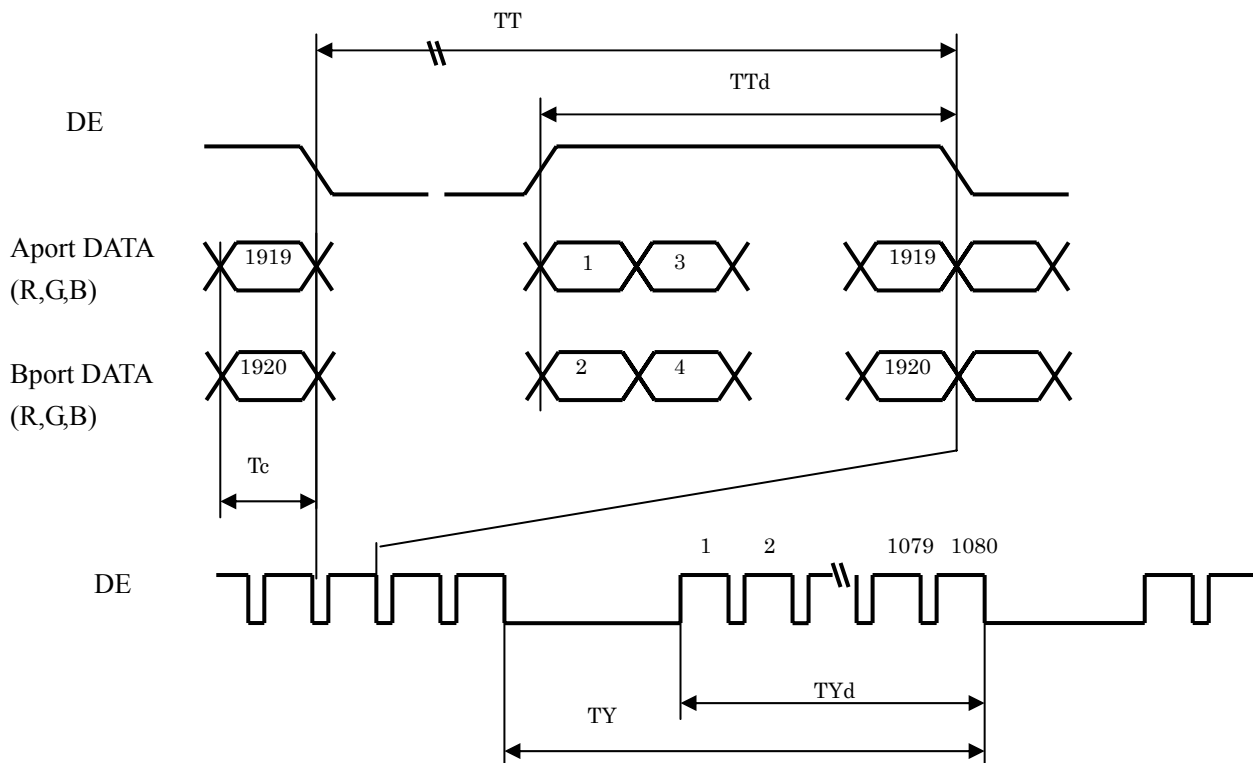 TT
TTd
DE
Aport DATA
(R,G,B)
1919
1
3
1919
Bport DATA
(R,G,B)
1920
2
4
1920
Tc
1
2
1079
1080
DE
TYd
TY